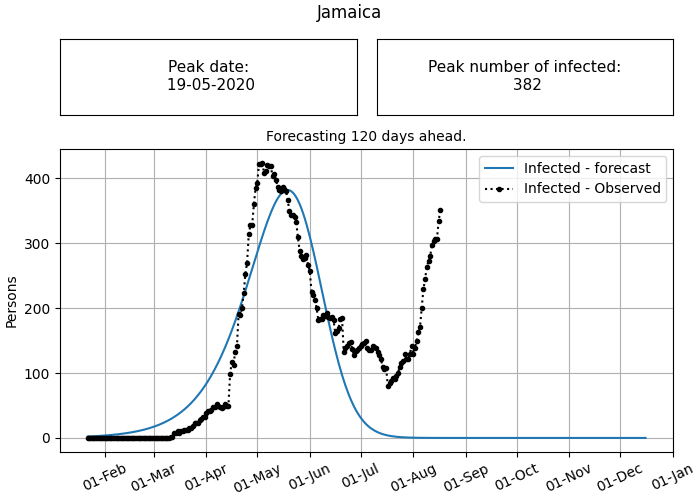 Jamaica
Peak date:
19-05-2020
Peak number of infected:
382
Forecasting 120 days ahead.
Infected - forecast
Infected - Observed
400
300
200
100
0
Persons
01-Feb
01-Mar
01-Apr
01-May
01-Jun
01-Jul
01-Aug
01-Sep
01-Oct
01-Nov
01-Dec
01-Jan